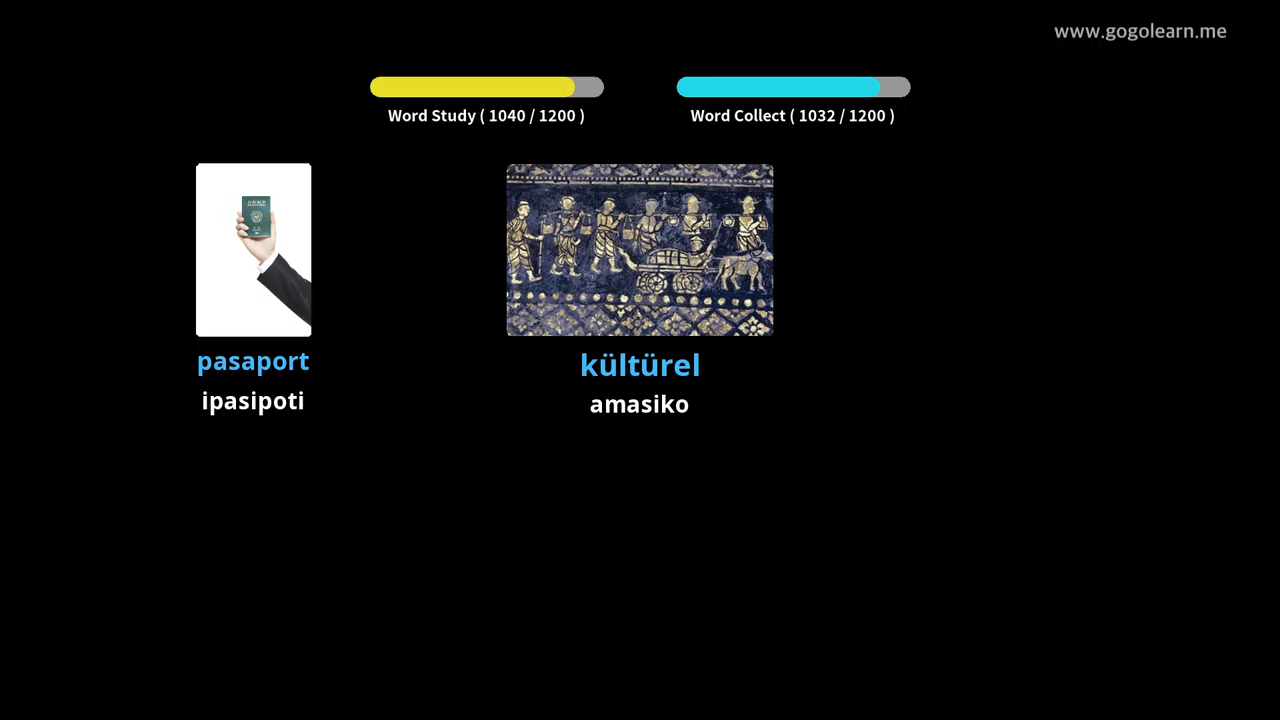 www.gogolearn.me
Word Study ( 1040 / 1200 )
Word Collect ( 1032 / 1200 )
pasaport
ipasipoti
kültürel
amasiko